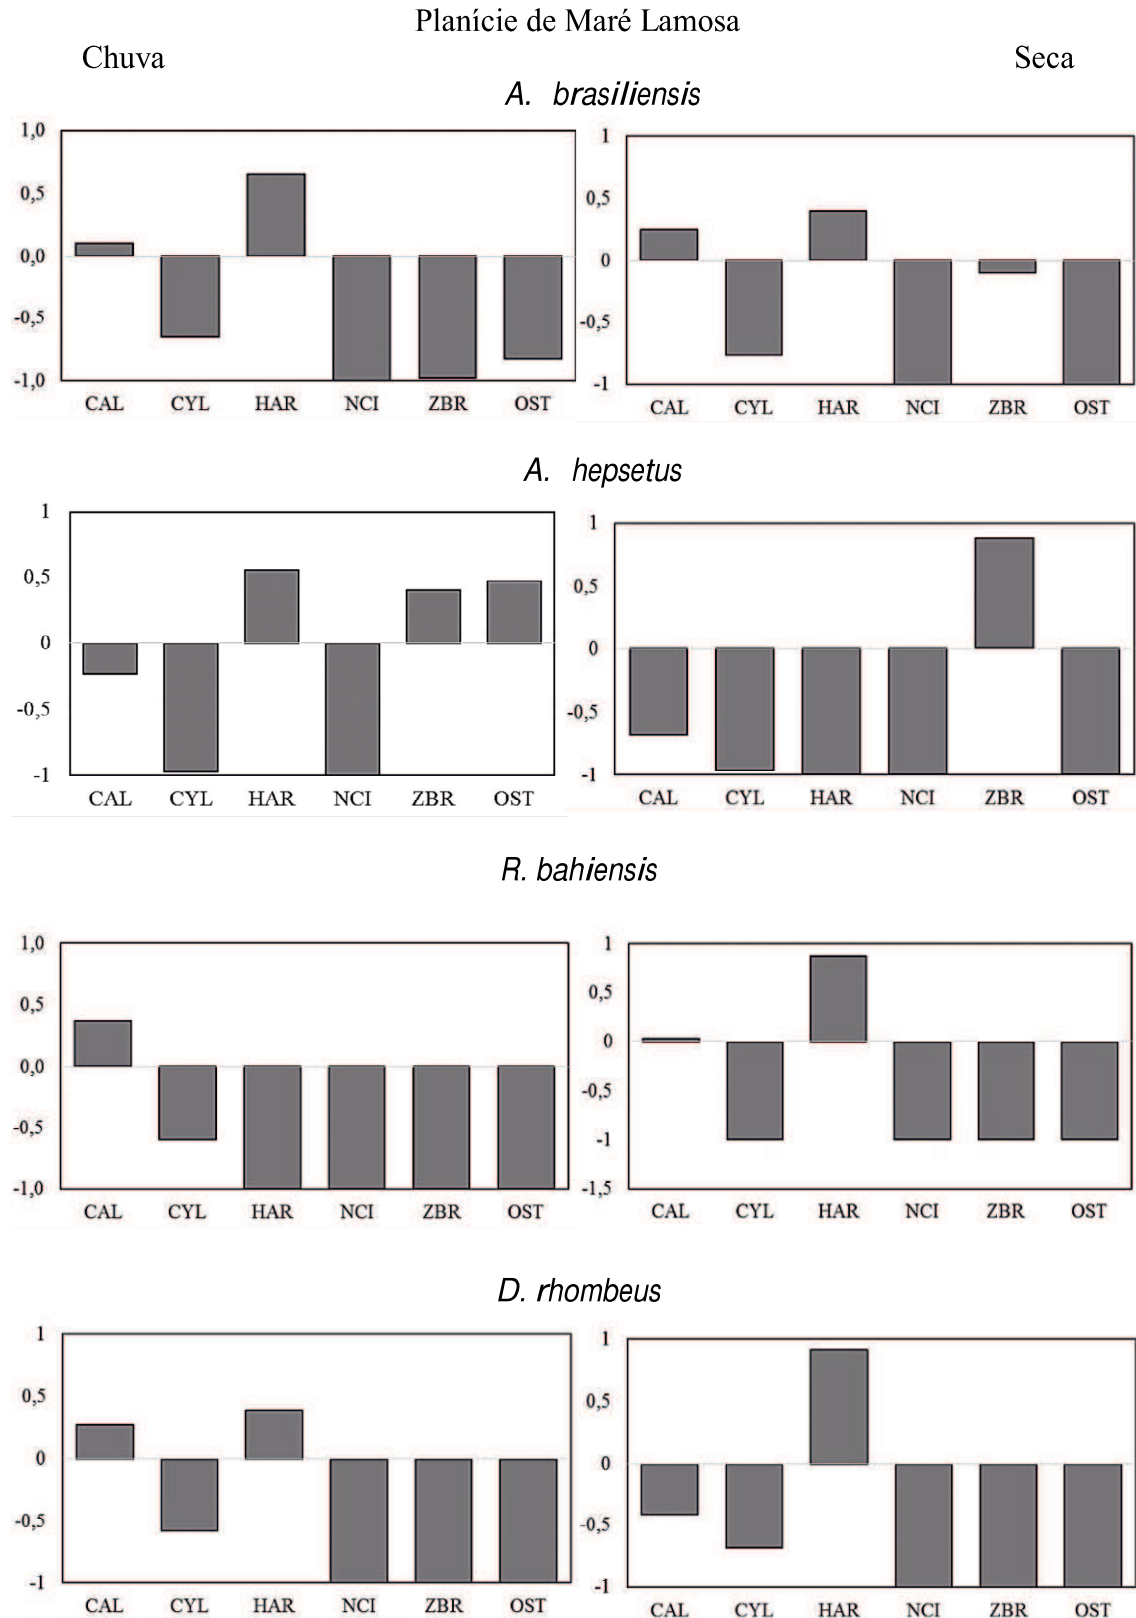 Planície de Maré Lamosa
Chuva Seca
A. brasiliensis
1,0
0,5
0,0
-0,5
-1,0
CAL CYL HAR NCI ZBR OST
1
0,5
0
-0,5
-1
CAL CYL HAR NCI ZBR OST
A. hepsetus
1
0,5
0
-0,5
-1
CAL CYL HAR NCI ZBR OST
1
0,5
0
-0,5
-1
CAL CYL HAR NCI ZBR OST
R. bahiensis
1,0
0,5
0,0
-0,5
-1,0
CAL CYL HAR NCI ZBR OST
1
0,5
0
-0,5
-1
-1,5
CAL CYL HAR NCI ZBR OST
D. rhombeus
1
0,5
0
-0,5
-1
CAL CYL HAR NCI ZBR OST
1
0,5
0
-0,5
-1
CAL CYL HAR NCI ZBR OST